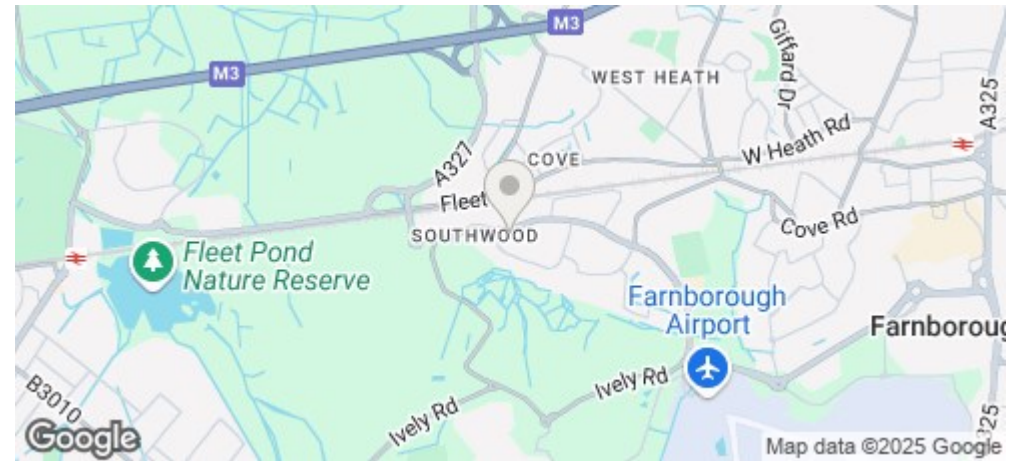 M3
M3
Giffard Dr
WEST HEATH
A325
A327
W Heath Rd
COVE
Fleet
Cove Rd
SOUTHWOOD
Fleet Pond
Nature Reserve
Farnborough
Airport
Farnboroug
B3010
Ively Rd
Ively Rd
325
Google
Map data ©2025 Google